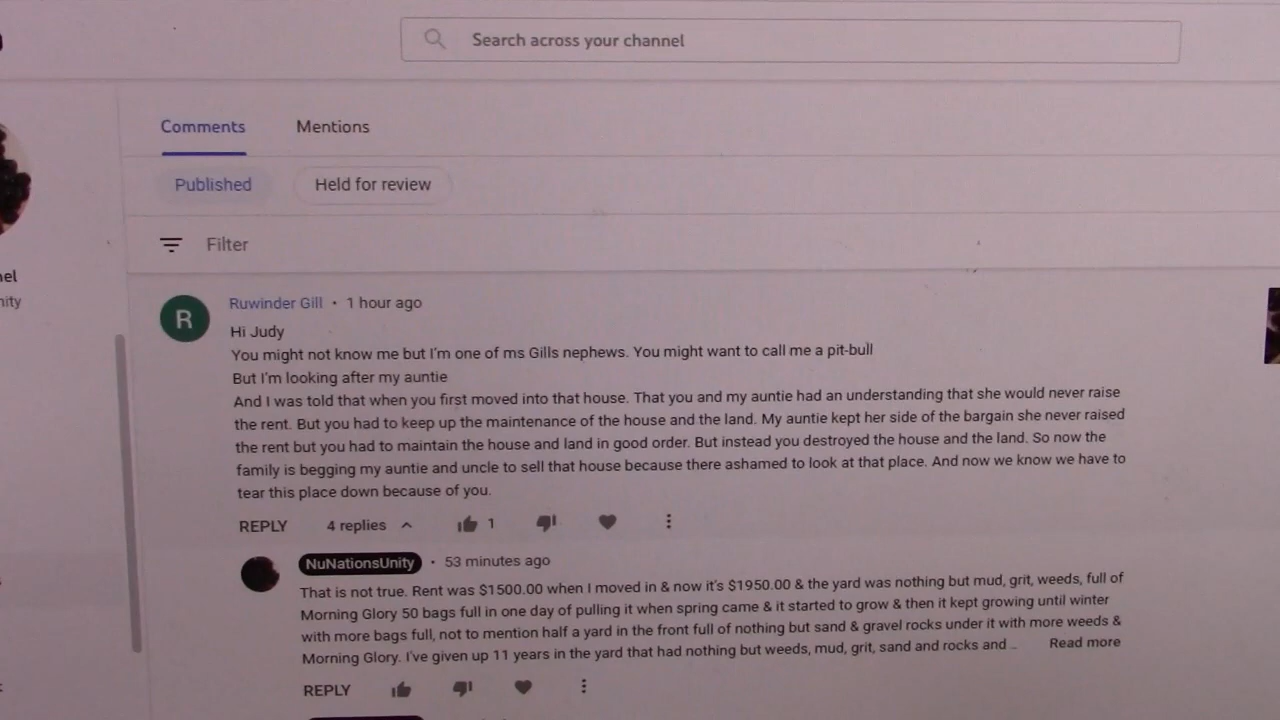 Search across your channel
Comments Mentions
Published Held for review
Filter
nel
nity
R
Ruwinder Gill • 1 hour ago
Hi Judy
You might not know me but I'm one of ms Gills nephews. You might want to call me a pit-bull
But I'm looking after my auntie
And I was told that when you first moved into that house. That you and my auntie had an understanding that she would never raise
the rent. But you had to keep up the maintenance of the house and the land. My auntie kept her side of the bargain she never raised
the rent but you had to maintain the house and land in good order. But instead you destroyed the house and the land. So now the
family is begging my auntie and uncle to sell that house because there ashamed to look at that place. And now we know we have to
tear this place down because of you.
REPLY 4 replies 1
NuNationsUnity • 53 minutes ago
That is not true. Rent was $1500.00 when I moved in & now it's $1950.00 & the yard was nothing but mud, grit, weeds, full of
Morning Glory 50 bags full in one day of pulling it when spring came & it started to grow & then it kept growing until winter
with more bags full, not to mention half a yard in the front full of nothing but sand & gravel rocks under it with more weeds &
Morning Glory. I've given up 11 years in the yard that had nothing but weeds, mud, grit, sand and rocks and ... Read more
REPLY